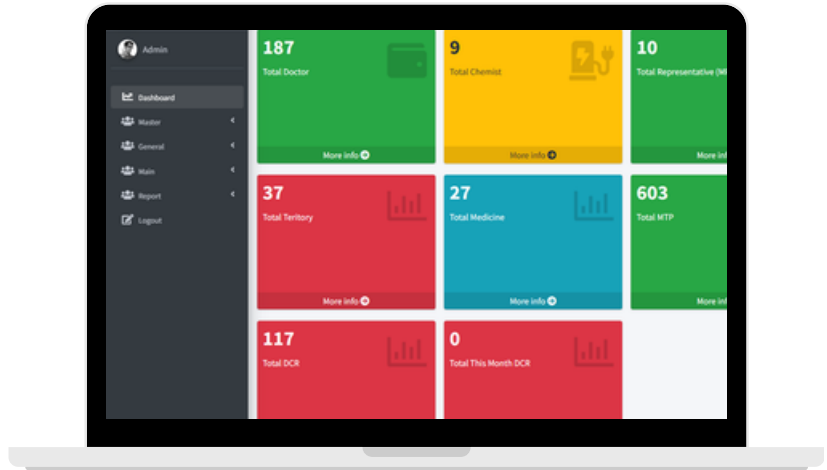 Admin
Dashboard
Master
General
Main
Report
Logout
187
Total Doctor
More info
9
Total Chemist
More info
10
Total Representative (M
More in
37
Total Teritory
More info
27
Total Medicine
More info
603
Total MTP
More in
117
Total DCR
0
Total This Month DCR